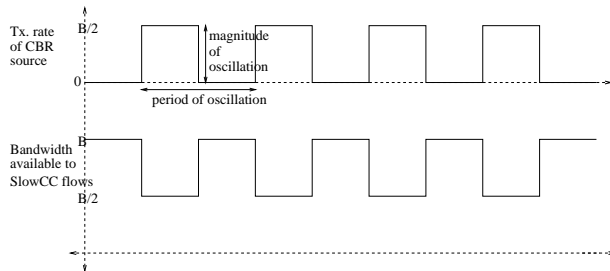 Tx. rate
of CBR
source
B/2
0
magnitude
of
oscillation
period of oscillation
Bandwidth
available to
SlowCC flows
B
B/2